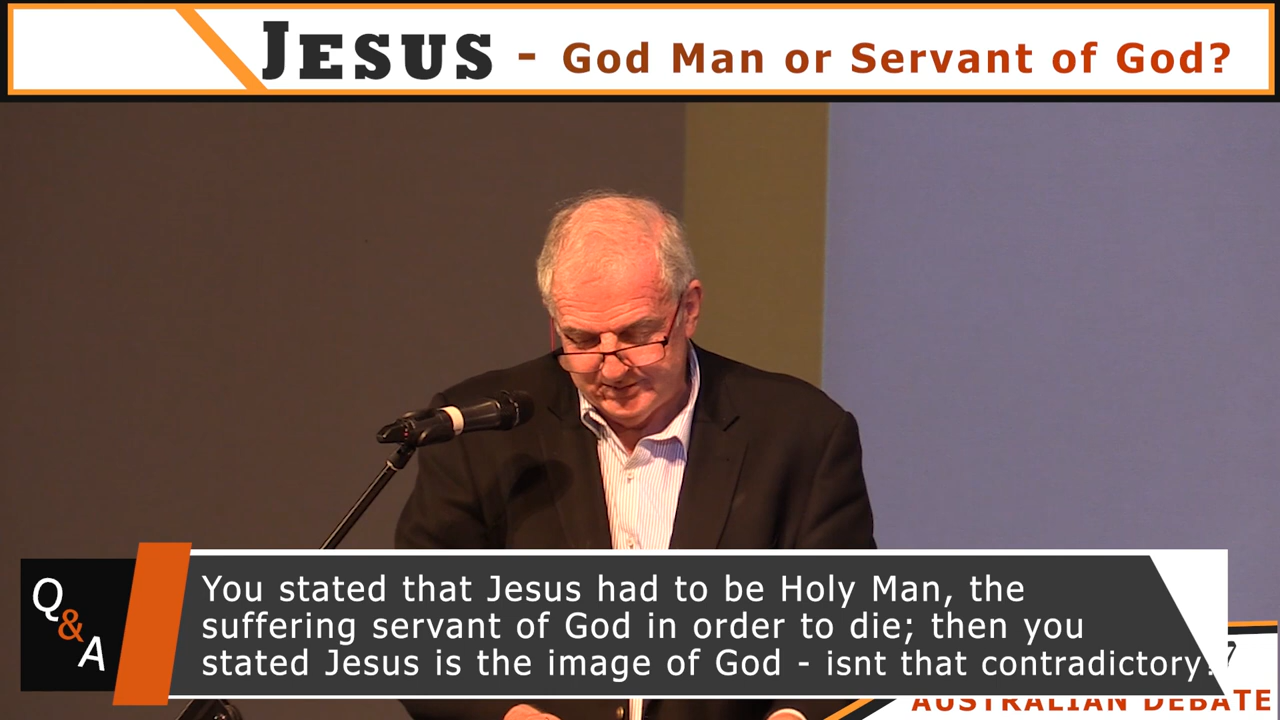 JESUS - God Man or Servant of God?
Q
&
A
You stated that Jesus had to be Holy Man, the
suffering servant of God in order to die; then you
stated Jesus is the image of God - isnt that contradictory?
7
AUSTRALIAN DEBATE